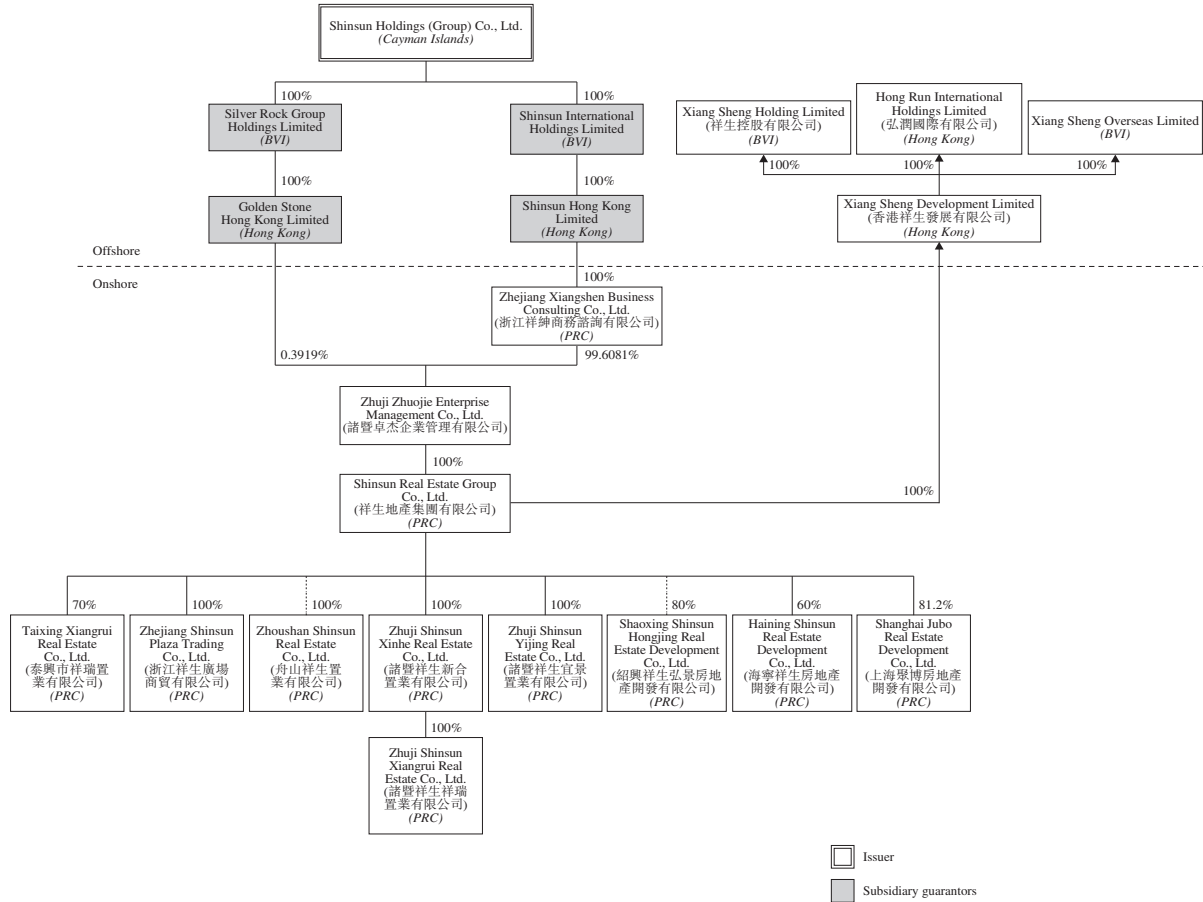 Shinsun Holdings (Group) Co., Ltd.
(Cayman Islands)
100%
100%
Silver Rock Group
Holdings Limited
(BVI)
Shinsun International
Holdings Limited
(BVI)
Xiang Sheng Holding Limited
(祥生控股有限公司)
(BVI)
Hong Run International
Holdings Limited
(弘潤國際有限公司)
(Hong Kong)
Xiang Sheng Overseas Limited
(BVI)
100%
100%
100%
100%
100%
Golden Stone
Hong Kong Limited
(Hong Kong)
Shinsun Hong Kong
Limited
(Hong Kong)
Xiang Sheng Development Limited
(香港祥生發展有限公司)
(Hong Kong)
Offshore
Onshore
100%
Zhejiang Xiangshen Business
Consulting Co., Ltd.
(浙江祥紳商務諮詢有限公司)
(PRC)
0.3919%
99.6081%
Zhuji Zhuojie Enterprise
Management Co., Ltd.
(諸暨卓杰企業管理有限公司)
100%
Shinsun Real Estate Group
Co., Ltd.
(祥生地產集團有限公司)
(PRC)
100%
70%
100%
100%
100%
100%
80%
60%
81.2%
Taixing Xiangrui
Real Estate
Co., Ltd.
(泰興市祥瑞置
業有限公司)
(PRC)
Zhejiang Shinsun
Plaza Trading
Co., Ltd.
(浙江祥生廣場
商貿有限公司)
(PRC)
Zhoushan Shinsun
Real Estate
Co., Ltd.
(舟山祥生置
業有限公司)
(PRC)
Zhuji Shinsun
Xinhe Real Estate
Co., Ltd.
(諸暨祥生新合
置業有限公司)
(PRC)
Zhuji Shinsun
Yijing Real
Estate Co., Ltd.
(諸暨祥生宜景
置業有限公司)
(PRC)
Shaoxing Shinsun
Hongjing Real
Estate Development
Co., Ltd.
(紹興祥生弘景房地
產開發有限公司)
(PRC)
Haining Shinsun
Real Estate
Development
Co., Ltd.
(海寧祥生房地產
開發有限公司)
(PRC)
Shanghai Jubo
Real Estate
Development
Co., Ltd.
(上海聚博房地產
開發有限公司)
(PRC)
100%
Zhuji Shinsun
Xiangrui Real
Estate Co., Ltd.
(諸暨祥生祥瑞
置業有限公司)
(PRC)
Issuer
Subsidiary guarantors